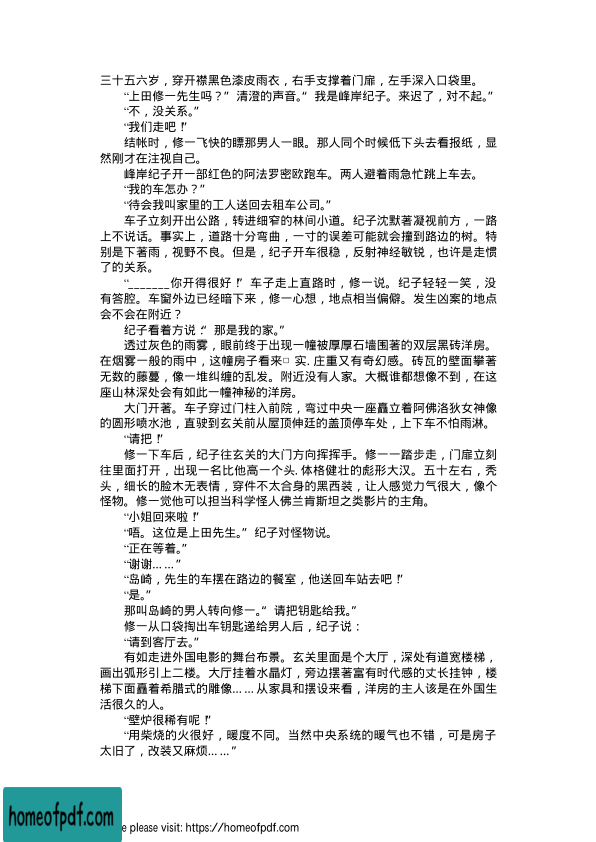 三十五六岁，穿开襟黑色漆皮雨衣，右手支撑着门扉，左手深入口袋里。
“上田修一先生吗？”清澄的声音。“我是峰岸纪子。来迟了，对不起。”
“不，没关系。”
“我们走吧！”
结帐时，修一飞快的瞟那男人一眼。那人同个时候低下头去看报纸，显
然刚才在注视自己。
峰岸纪子开一部红色的阿法罗密欧跑车。两人避着雨急忙跳上车去。
“我的车怎办？”
“待会我叫家里的工人送回去租车公司。”
车子立刻开出公路，转进细窄的林间小道。纪子沈默著凝视前方，一路
上不说话。事实上，道路十分弯曲，一寸的误差可能就会撞到路边的树。特
别是下著雨，视野不良。但是，纪子开车很稳，反射神经敏锐，也许是走惯
了的关系。
“_______你开得很好！”车子走上直路时，修一说。纪子轻轻一笑，没
有答腔。车窗外边已经暗下来，修一心想，地点相当偏僻。发生凶案的地点
会不会在附近？
纪子看着方说：“那是我的家。”
透过灰色的雨雾，眼前终于出现一幢被厚厚石墙围著的双层黑砖洋房。
在烟雾一般的雨中，这幢房子看来□实.庄重又有奇幻感。砖瓦的壁面攀著
无数的藤蔓，像一堆纠缠的乱发。附近没有人家。大概谁都想像不到，在这
座山林深处会有如此一幢神秘的洋房。
大门开著。车子穿过门柱入前院，弯过中央一座矗立着阿佛洛狄女神像
的圆形喷水池，直驶到玄关前从屋顶伸廷的盖顶停车处，上下车不怕雨淋。
“请把！”
修一下车后，纪子往玄关的大门方向挥挥手。修一一踏步走，门扉立刻
往里面打开，出现一名比他高一个头.体格健壮的彪形大汉。五十左右，秃
头，细长的脸木无表情，穿件不太合身的黑西装，让人感觉力气很大，像个
怪物。修一觉他可以担当科学怪人佛兰肯斯坦之类影片的主角。
“小姐回来啦！”
“唔。这位是上田先生。”纪子对怪物说。
“正在等着。”
“谢谢……”
“岛崎，先生的车摆在路边的餐室，他送回车站去吧！”
“是。”
那叫岛崎的男人转向修一。“请把钥匙给我。”
修一从口袋掏出车钥匙递给男人后，纪子说：
“请到客厅去。”
有如走进外国电影的舞台布景。玄关里面是个大厅，深处有道宽楼梯，
画出弧形引上二楼。大厅挂着水晶灯，旁边摆著富有时代感的丈长挂钟，楼
梯下面矗着希腊式的雕像……从家具和摆设来看，洋房的主人该是在外国生
活很久的人。
“壁炉很稀有呢！”
“用柴烧的火很好，暖度不同。当然中央系统的暖气也不错，可是房子
太旧了，改装又麻烦……”
homeofpdf.com
e please visit: https://homeofpdf.com